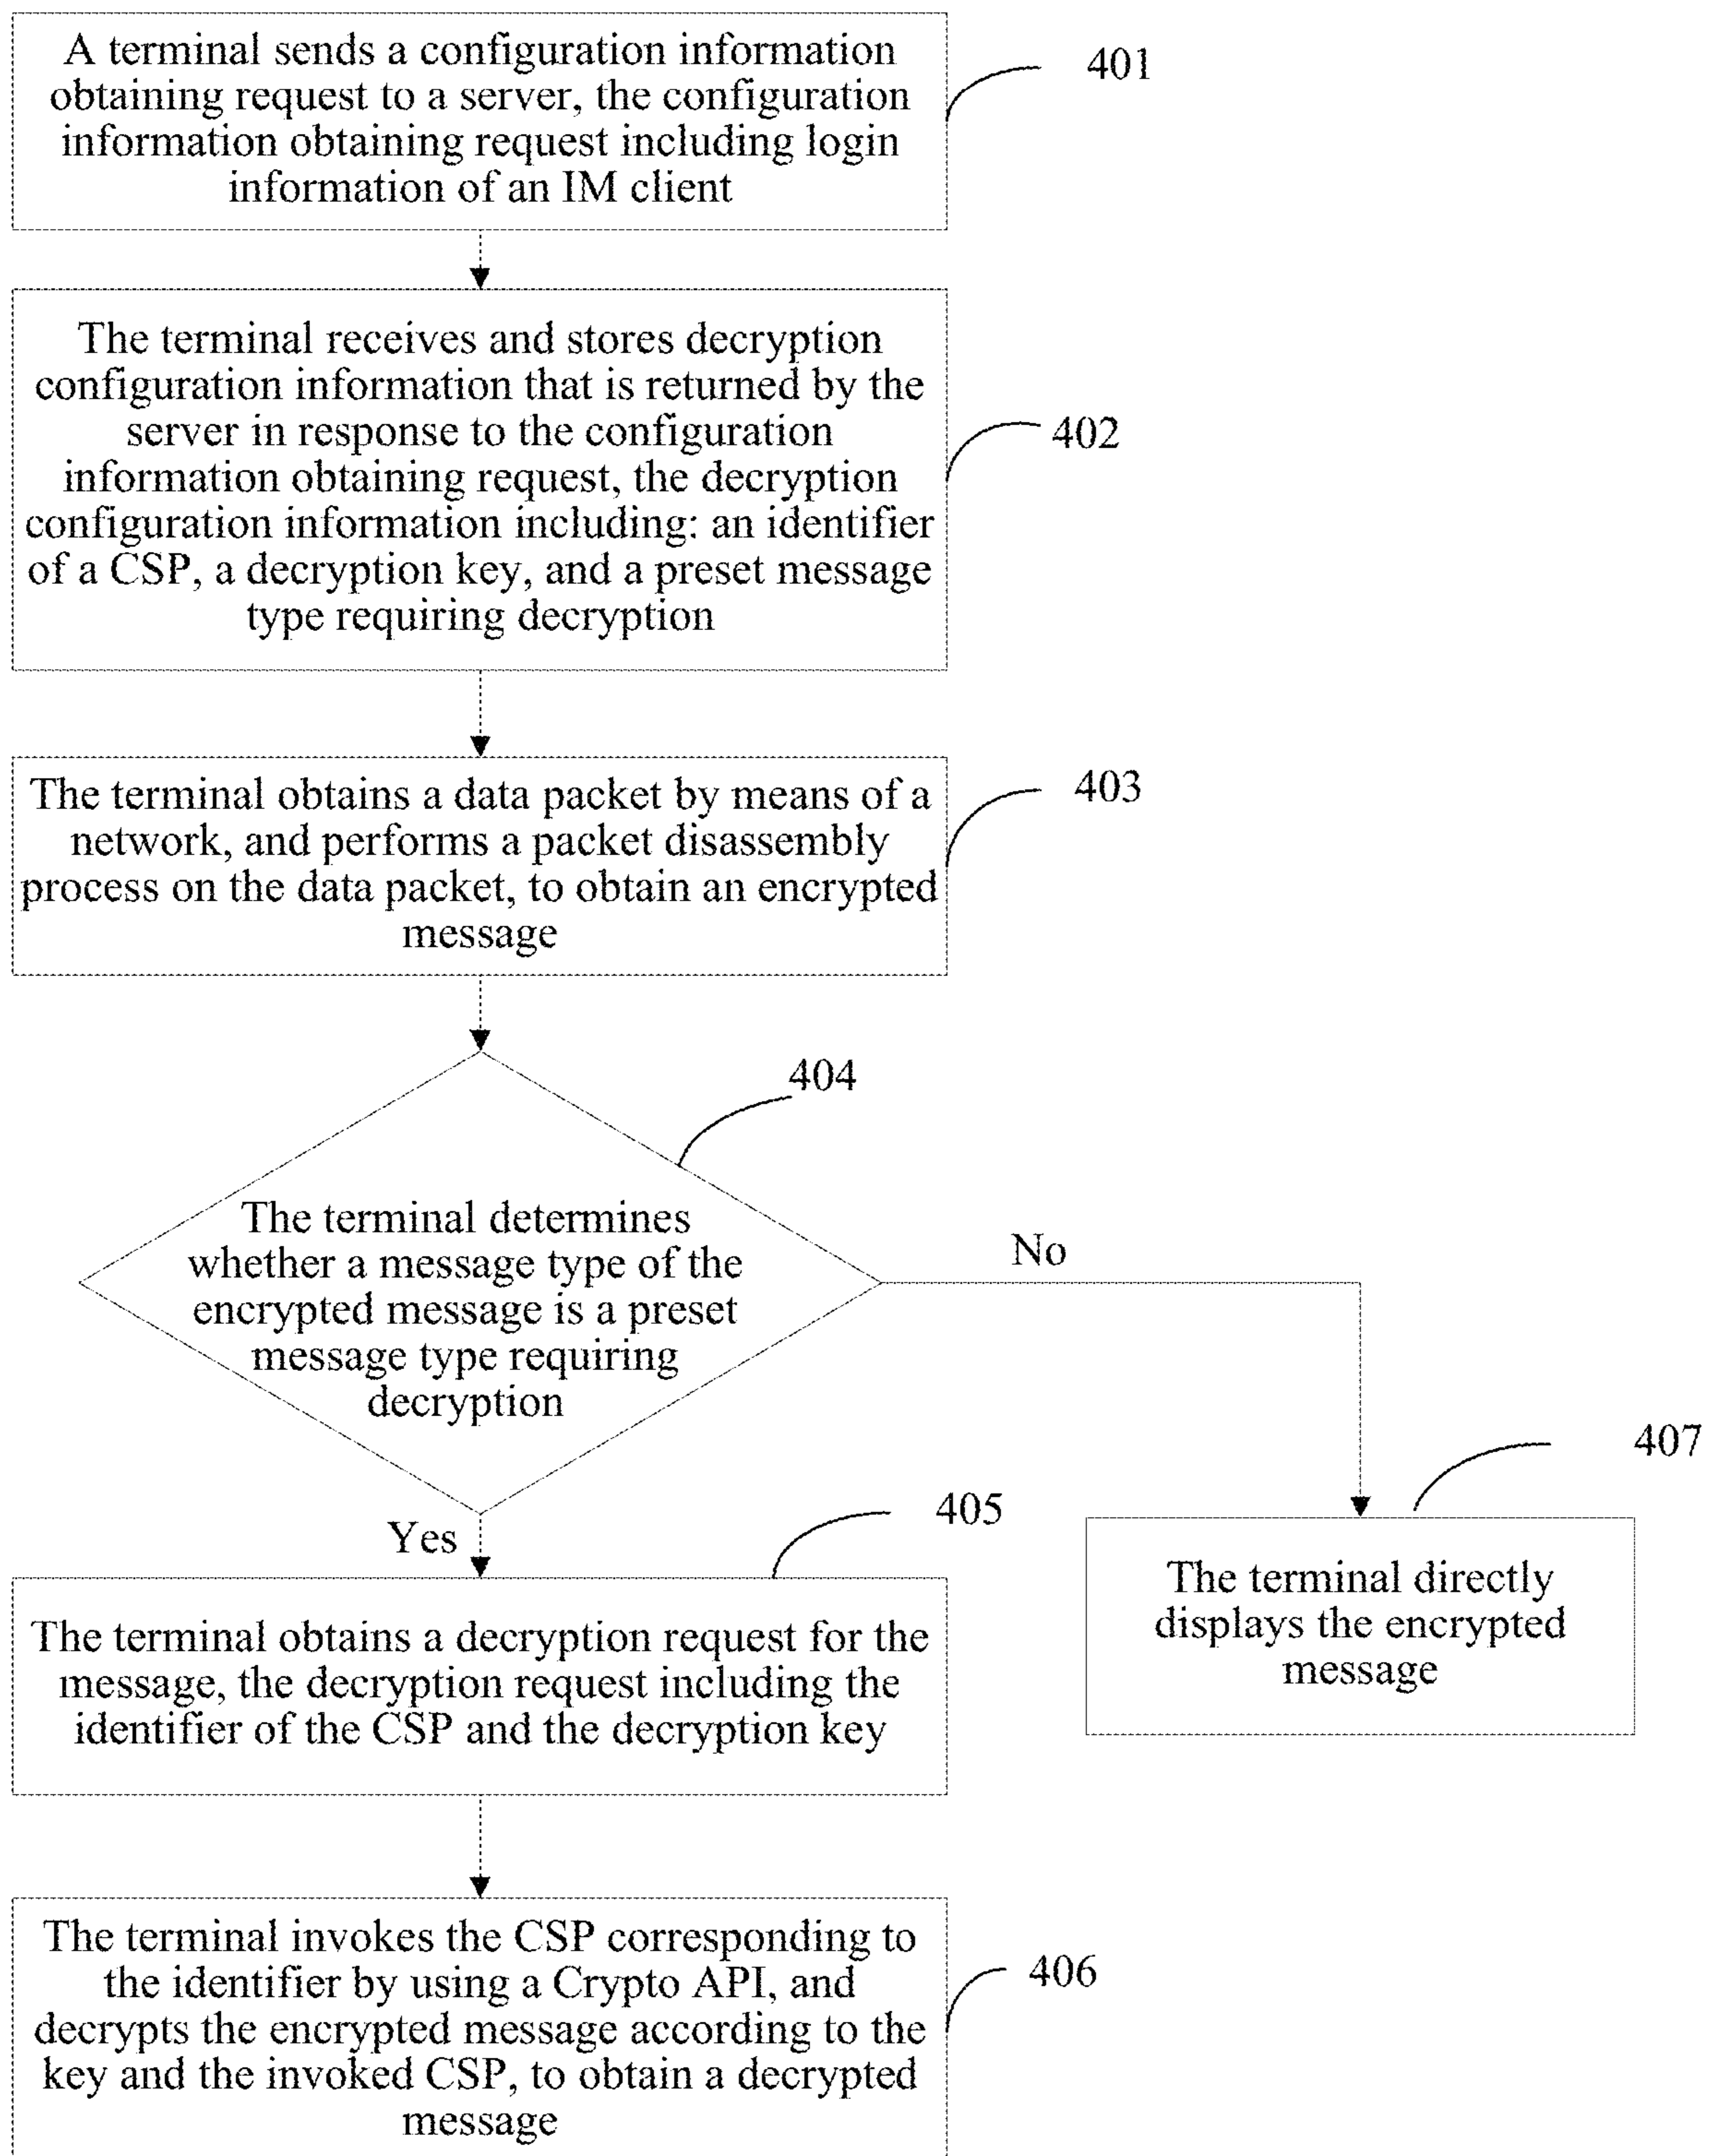 A terminal sends a configuration information
obtaining request to a server, the configuration
information obtaining request including login
information of an IM client
401
The terminal receives and stores decryption
configuration information that is returned by the
server in response to the configuration
information obtaining request, the decryption
configuration information including: an identifier
of a CSP, a decryption key, and a preset message
type requiring decryption
402
The terminal obtains a data packet by means of a
network, and performs a packet disassembly
process on the data packet, to obtain an encrypted
message
403
404
The terminal determines
whether a message type of the
encrypted message is a preset
message type requiring
decryption
No
Yes
405
The terminal obtains a decryption request for the
message, the decryption request including the
identifier of the CSP and the decryption key
407
The terminal directly
displays the encrypted
message
The terminal invokes the CSP corresponding to
the identifier by using a Crypto API, and
decrypts the encrypted message according to the
key and the invoked CSP, to obtain a decrypted
message
406